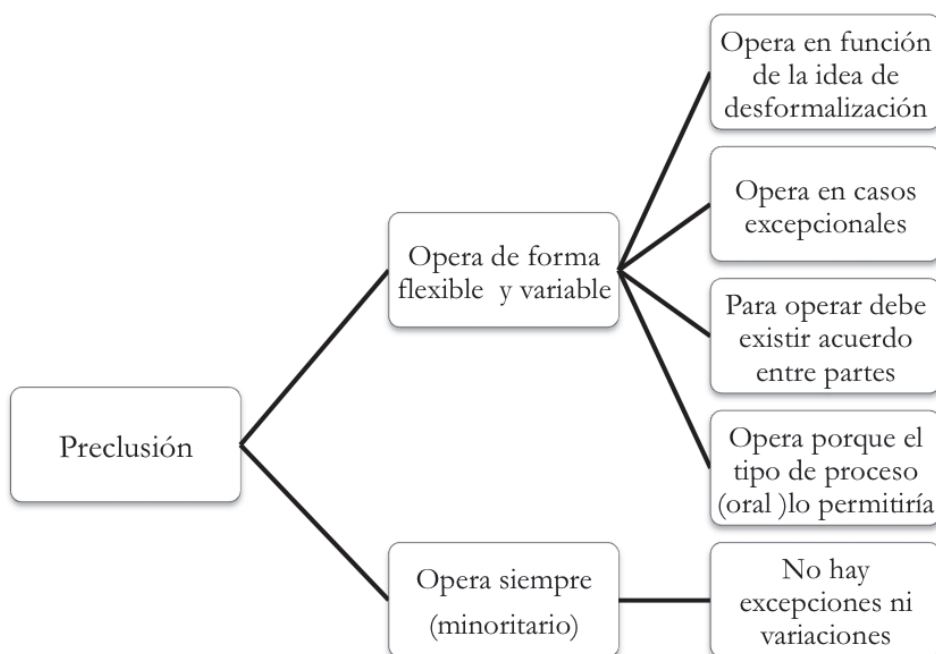 Preclusión
Opera de forma
flexible y variable
Opera en función
de la idea de
desformalización
Opera en casos
excepcionales
Para operar debe
existir acuerdo
entre partes
Opera porque el
tipo de proceso
(oral )lo permitiría
Opera siempre
(minoritario)
No hay
excepciones ni
variaciones